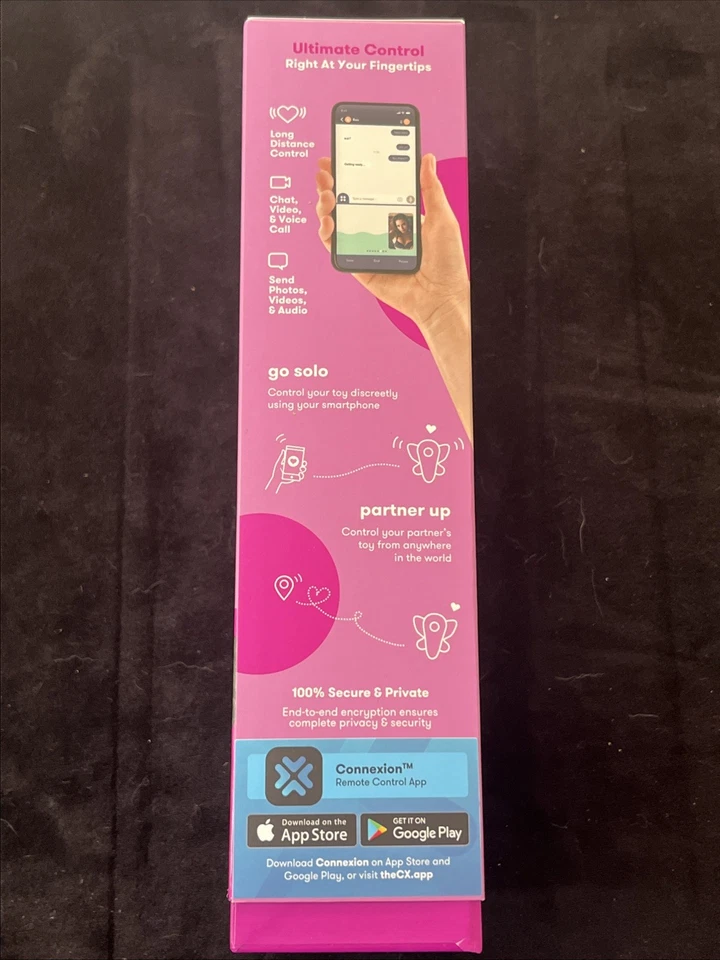 Ultimate Control
Right At Your Fingertips
Long
Distance
Control
Chat,
Video,
& Voice
Call
Send
Photos,
Videos,
& Audio
go solo
Control your toy discreetly
using your smartphone
partner up
Control your partner's
toy from anywhere
in the world
100% Secure & Private
End-to-end encryption ensures
complete privacy & security
Connexion™
Remote Control App
Download on the
App Store
GET IT ON
Google Play
Download Connexion on App Store and
Google Play, or visit theCX.app